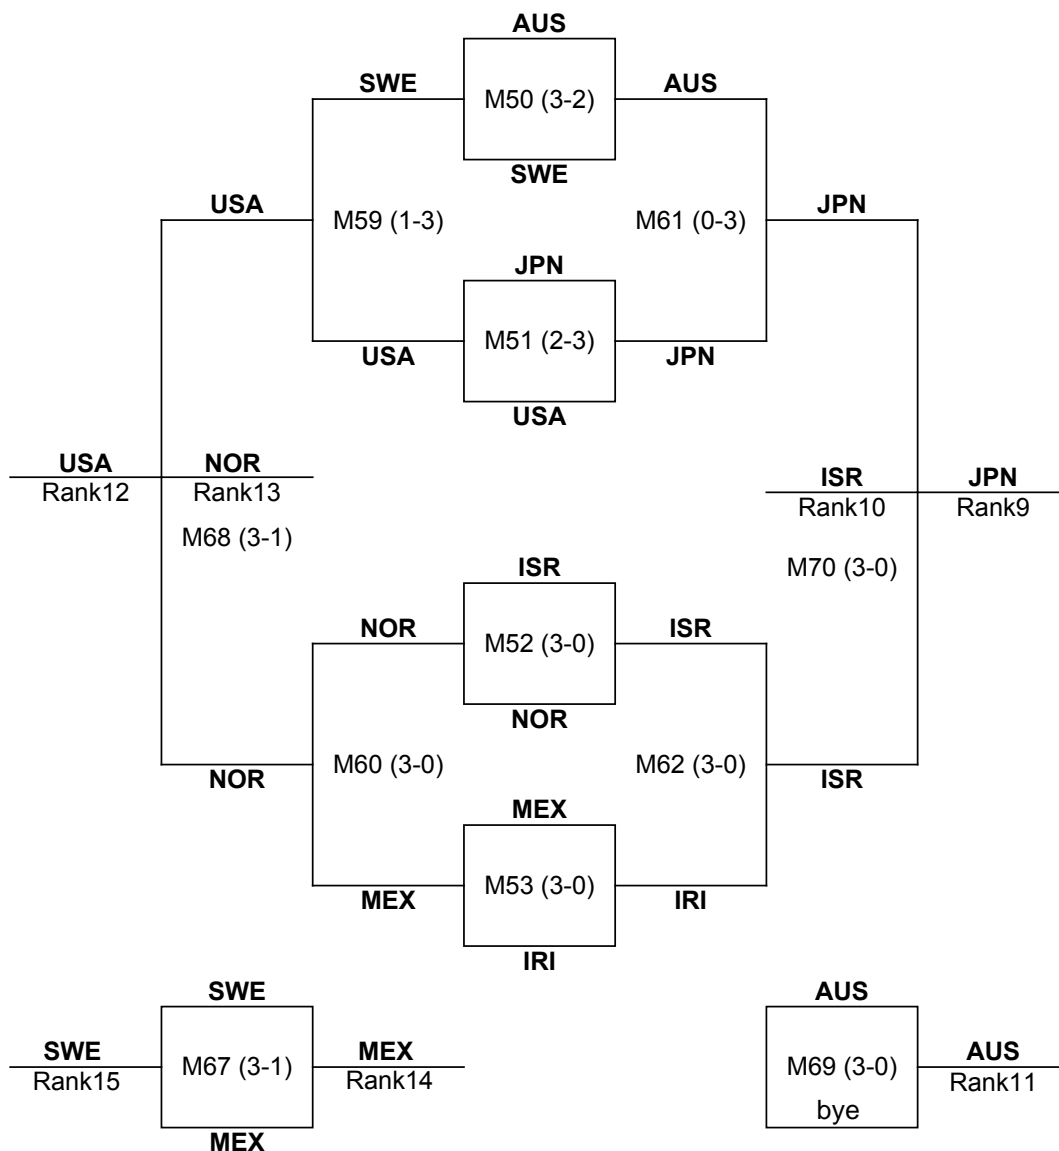 AUS
SWE M50 (3-2) AUS
SWE
USA M59 (1-3) M61 (0-3) JPN
JPN
M51 (2-3)
USA JPN
USA
USA NOR ISR JPN
Rank12 Rank13 Rank10 Rank9
M68 (3-1) M70 (3-0)
ISR
NOR M52 (3-0) ISR
NOR
M60 (3-0) M62 (3-0)
NOR ISR
MEX
M53 (3-0)
MEX IRI
IRI
SWE AUS
SWE M67 (3-1) MEX M69 (3-0) AUS
Rank15 Rank14 bye Rank11
MEX